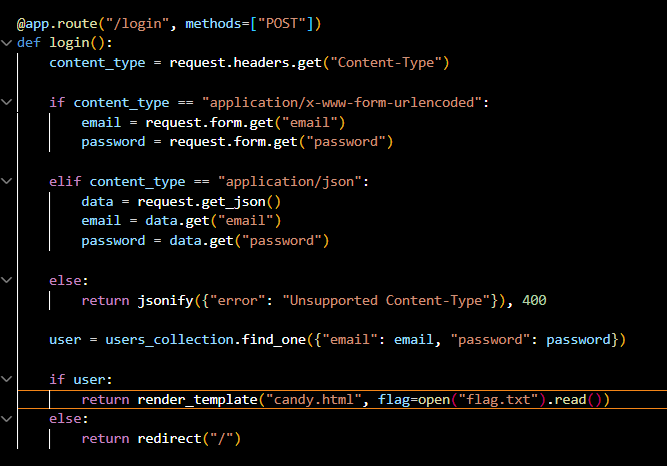 @app.route("/login", methods=["POST"])
def login():
    content_type = request.headers.get("Content-Type")
    if content_type == "application/x-www-form-urlencoded":
        email = request.form.get("email")
        password = request.form.get("password")
    elif content_type == "application/json":
        data = request.get_json()
        email = data.get("email")
        password = data.get("password")
    else:
        return jsonify({"error": "Unsupported Content-Type"}), 400
    user = users_collection.find_one({"email": email, "password": password})
    if user:
        return render_template("candy.html", flag=open("flag.txt").read())
    else:
        return redirect("/")